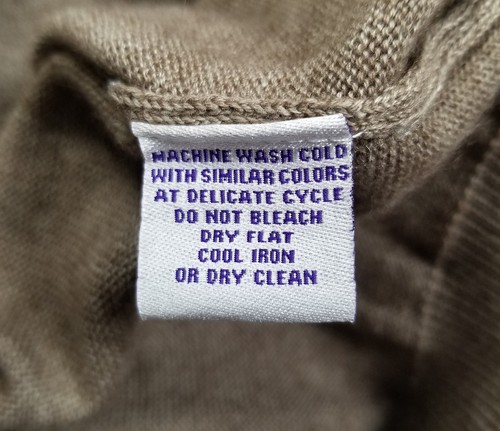 MACHINE WASH COLD
WITH SIMILAR COLORS
AT DELICATE CYCLE
DO NOT BLEACH
DRY FLAT
COOL IRON
OR DRY CLEAN